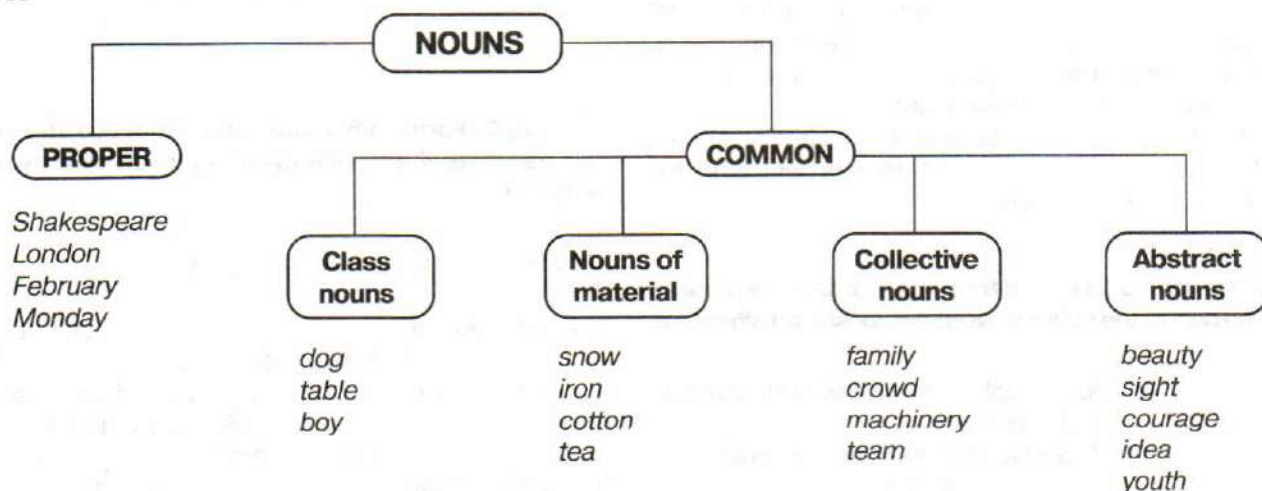 NOUNS
PROPER
COMMON
Shakespeare
London
February
Monday
Class
nouns
dog
table
boy
Nouns of
material
snow
iron
cotton
tea
Collective
nouns
family
crowd
machinery
team
Abstract
nouns
beauty
sight
courage
idea
youth